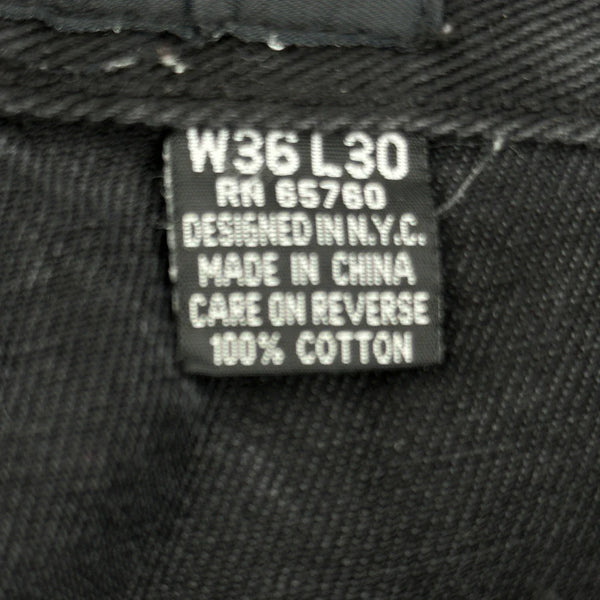 W36 L30
RN 65760
DESIGNED IN N.Y.C.
MADE IN CHINA
CARE ON REVERSE
100% COTTON